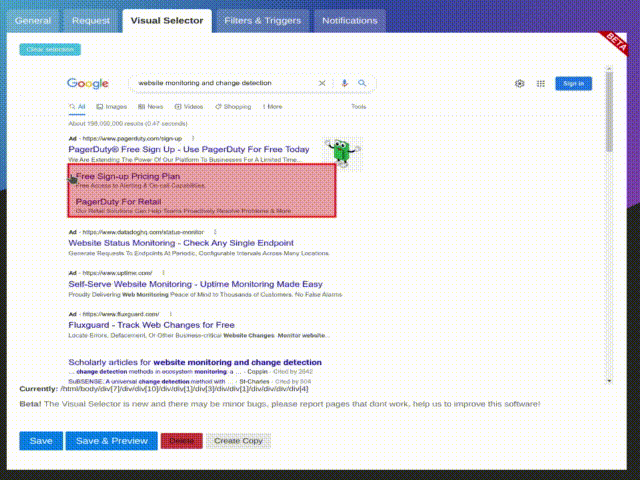 General Request Visual Selector Filters & Triggers Notifications
BETA
Clear selection
Google website monitoring and change detection Sign in
All Images News Videos Shopping More Tools
About 198,000,000 results (0.47 seconds)
Ad · https://www.pagerduty.com/sign-up
PagerDuty® Free Sign Up - Use PagerDuty For Free Today
We Are Extending The Power Of Our Platform To Businesses For A Limited Time...
Free Sign-up Pricing Plan
Free Access to Alerting & On-call Capabilities.
PagerDuty For Retail
Our Retail Solutions Can Help Teams Proactively Resolve Problems & More
Ad · https://www.datadoghq.com/status-monitor
Website Status Monitoring - Check Any Single Endpoint
Generate Requests To Endpoints At Periodic, Configurable Intervals Across Many Locations.
Ad · https://www.uptime.com/
Self-Serve Website Monitoring - Uptime Monitoring Made Easy
Proudly Delivering Web Monitoring Peace of Mind to Thousands of Customers. No False Alarms
Ad · https://www.fluxguard.com/
Fluxguard - Track Web Changes for Free
Locate Errors, Defacement, Or Other Business-critical Website Changes. Monitor website...
Scholarly articles for website monitoring and change detection
... change detection methods in ecosystem monitoring: a ... - Coppin - Cited by 2642
SuBSENSE: A universal change detection method with ... - St-Charles - Cited by 504
Currently: /html/body/div[7]/div/div[10]/div/div[1]/div[3]/div/div[1]/div/div/div/div[4]
Beta! The Visual Selector is new and there may be minor bugs, please report pages that dont work, help us to improve this software!
Save Save & Preview Delete Create Copy